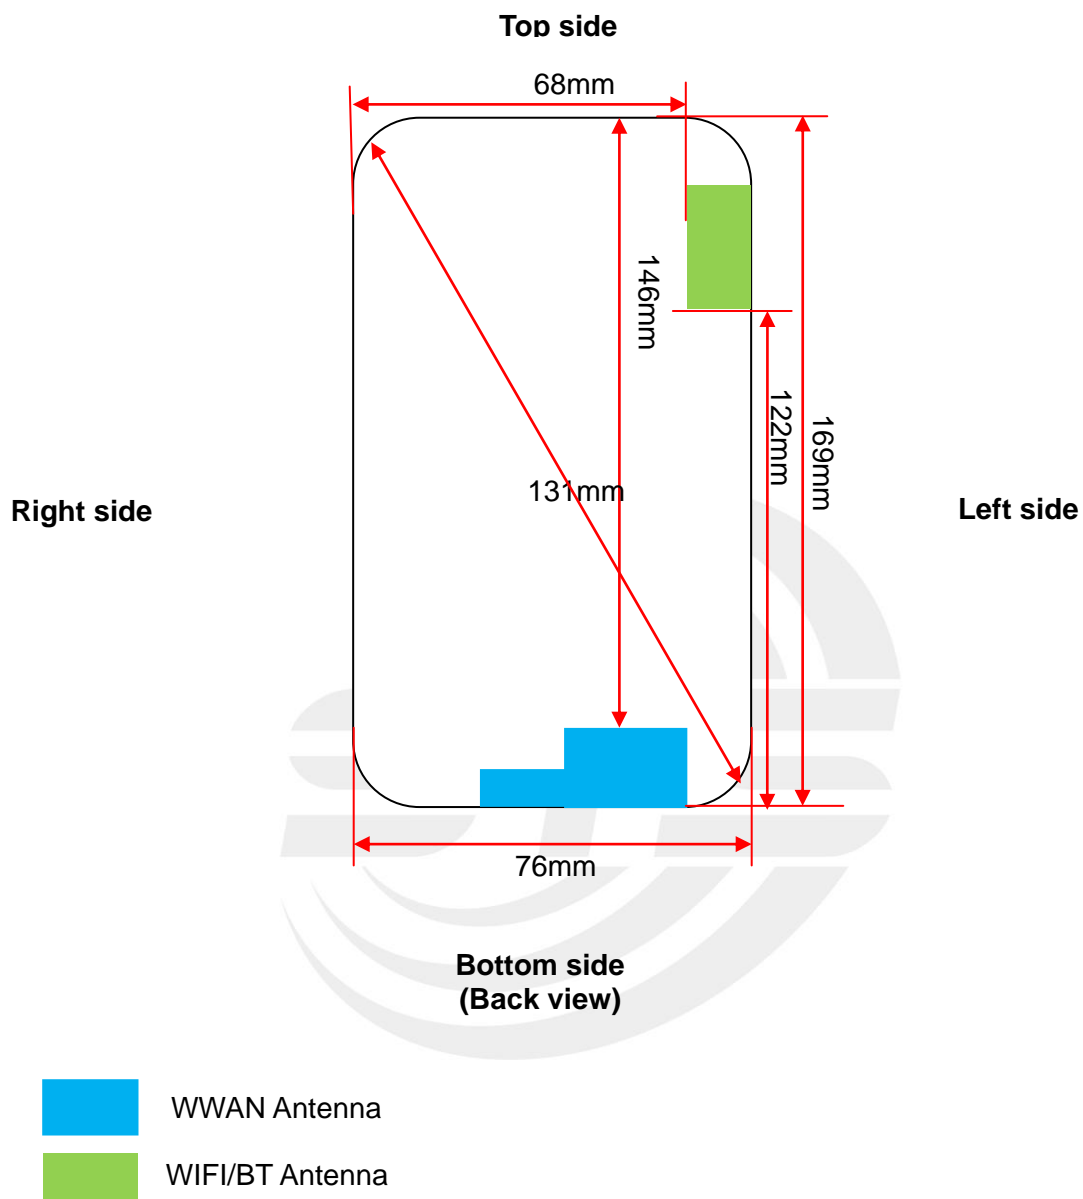 Top side
68mm
146mm
122mm
169mm
131mm
Right side
Left side
76mm
Bottom side
(Back view)
WWAN Antenna
WIFI/BT Antenna